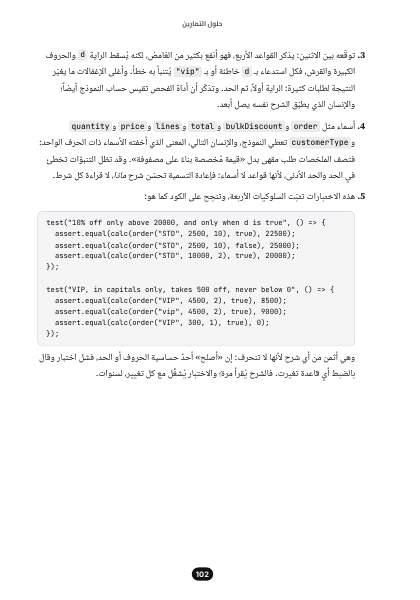 حلول التمارين
3. توقّعه بين الاثنين: يذكر القواعد الأربع، فهو أنفع بكثير من الغامض، لكنه يُسقط الراية d والحروف
الكبيرة والقرش، فكل استدعاء بـ d خاطئة أو بـ "vip" يُتنبأ به خطأً. وأغلى الإغفالات ما يغيّر
النتيجة لطلبات كثيرة: الراية أولًا، ثم الحد. وتذكّر أن أداة الفحص تقيس حساب النموذج أيضًا؛
والإنسان الذي يطبّق الشرح نفسه يصل أبعد.
4. أسماء مثل order و bulkDiscount و total و lines و price و quantity
و customerType تعطي النموذج، والإنسان التالي، المعنى الذي أخفته الأسماء ذات الحرف الواحد:
فتصف الملخصات طلب مقهى بدل «قيمة مُخصصة بناءً على مصفوفة». وقد تظل التنبؤات تخطئ
في الحد والحد الأدنى، لأنها قواعد لا أسماء: فإعادة التسمية تحسّن شرح ماذا، لا قراءة كل شرط.
5. هذه الاختبارات تثبّت السلوكيات الأربعة، وتنجح على الكود كما هو:
test("10% off only above 20000, and only when d is true", () => {
assert.equal(calc(order("STD", 2500, 10), true), 22500);
assert.equal(calc(order("STD", 2500, 10), false), 25000);
assert.equal(calc(order("STD", 10000, 2), true), 20000);
});
test("VIP, in capitals only, takes 500 off, never below 0", () => {
assert.equal(calc(order("VIP", 4500, 2), true), 8500);
assert.equal(calc(order("vip", 4500, 2), true), 9000);
assert.equal(calc(order("VIP", 300, 1), true), 0);
});
وهي أثمن من أي شرح لأنها لا تنحرف: إن «أصلح» أحدٌ حساسية الحروف أو الحد، فشل اختبار وقال
بالضبط أي قاعدة تغيرت. فالشرح يُقرأ مرة؛ والاختبار يُشغَّل مع كل تغيير، لسنوات.
102